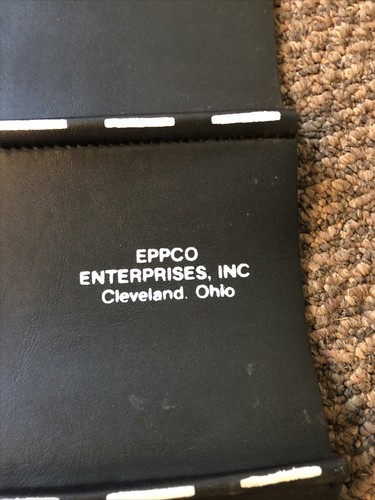 EPPCO
ENTERPRISES, INC
Cleveland. Ohio